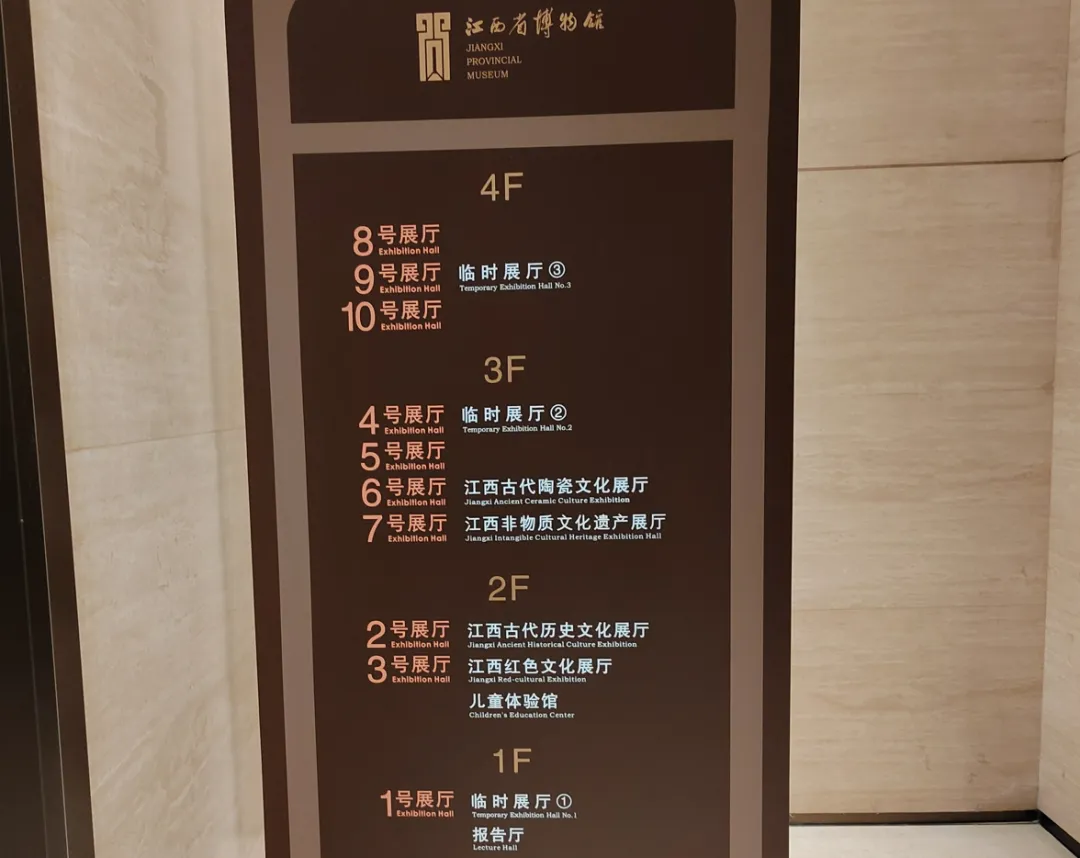 江西省博物馆
JIANGXI
PROVINCIAL
MUSEUM
4F
8号展厅
Exhibition Hall
9号展厅 临时展厅③
Exhibition Hall Temporary Exhibition Hall No.3
10号展厅
Exhibition Hall
3F
4号展厅 临时展厅②
Exhibition Hall Temporary Exhibition Hall No.2
5号展厅
Exhibition Hall
6号展厅 江西古代陶瓷文化展厅
Exhibition Hall Jiangxi Ancient Ceramic Culture Exhibition
7号展厅 江西非物质文化遗产展厅
Exhibition Hall Jiangxi Intangible Cultural Heritage Exhibition Hall
2F
2号展厅 江西古代历史文化展厅
Exhibition Hall Jiangxi Ancient Historical Culture Exhibition
3号展厅 江西红色文化展厅
Exhibition Hall Jiangxi Red-cultural Exhibition
儿童体验馆
Children's Education Center
1F
1号展厅 临时展厅①
Exhibition Hall Temporary Exhibition Hall No.1
报告厅
Lecture Hall